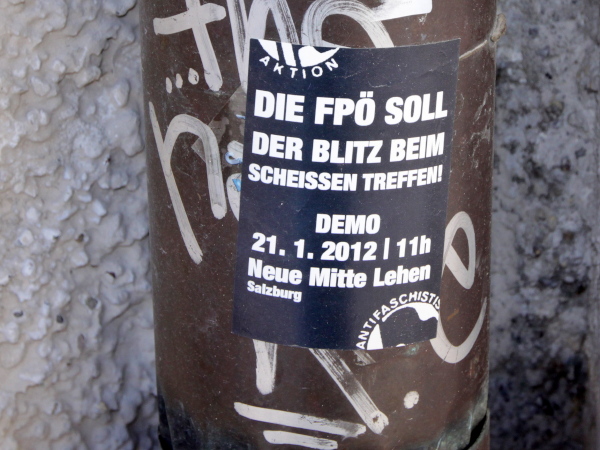 AKTION
DIE FPÖ SOLL
DER BLITZ BEIM
SCHEISSEN TREFFEN!
DEMO
21. 1. 2012 | 11h
Neue Mitte Lehen
Salzburg
ANTIFASCHISTIS